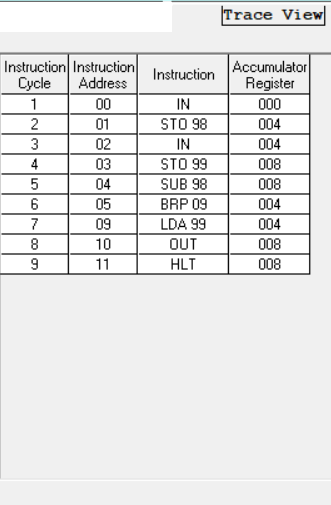 Trace View
Instruction Cycle Instruction Address Instruction Accumulator Register
1 00 IN 000
2 01 STO 98 004
3 02 IN 004
4 03 STO 99 008
5 04 SUB 98 008
6 05 BRP 09 004
7 09 LDA 99 004
8 10 OUT 008
9 11 HLT 008